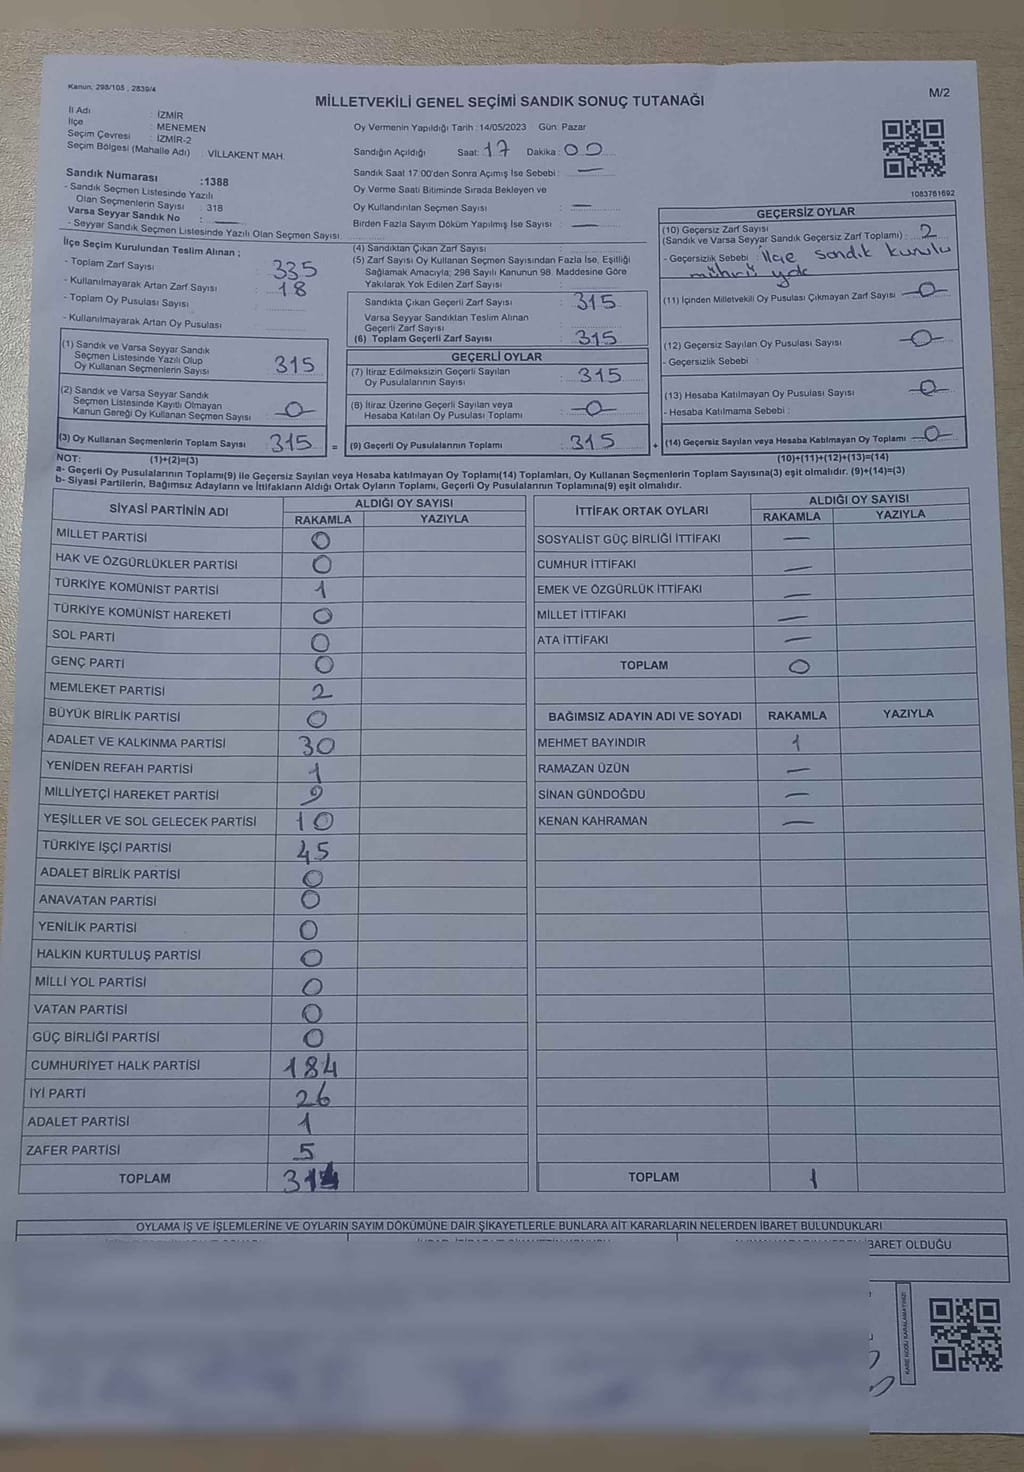 Kanun: 298/105 , 2839/4
MİLLETVEKİLİ GENEL SEÇİMİ SANDIK SONUÇ TUTANAĞI
M/2
İl Adı : İZMİR
İlçe : MENEMEN
Seçim Çevresi : İZMİR-2
Seçim Bölgesi (Mahalle Adı) : VİLLAKENT MAH.
Sandık Numarası :1388
- Sandık Seçmen Listesinde Yazılı
Olan Seçmenlerin Sayısı : 318
Varsa Seyyar Sandık No : —
- Seyyar Sandık Seçmen Listesinde Yazılı Olan Seçmen Sayısı:
Oy Vermenin Yapıldığı Tarih :14/05/2023 Gün: Pazar
Sandığın Açıldığı Saat: 17 Dakika: 00
Sandık Saat 17:00'den Sonra Açımış İse Sebebi : —
Oy Verme Saati Bitiminde Sırada Bekleyen ve
Oy Kullandırılan Seçmen Sayısı : —
Birden Fazla Sayım Döküm Yapılmış İse Sayısı : —
1083761692
İlçe Seçim Kurulundan Teslim Alınan ;
- Toplam Zarf Sayısı : 335
- Kullanılmayarak Artan Zarf Sayısı : 18
- Toplam Oy Pusulası Sayısı :
- Kullanılmayarak Artan Oy Pusulası :
(4) Sandıktan Çıkan Zarf Sayısı :
(5) Zarf Sayısı Oy Kullanan Seçmen Sayısından Fazla İse, Eşitliği
Sağlamak Amacıyla; 298 Sayılı Kanunun 98. Maddesine Göre
Yakılarak Yok Edilen Zarf Sayısı :
Sandıkta Çıkan Geçerli Zarf Sayısı : 315
Varsa Seyyar Sandıktan Teslim Alınan
Geçerli Zarf Sayısı :
(6) Toplam Geçerli Zarf Sayısı : 315
GEÇERSİZ OYLAR
(10) Geçersiz Zarf Sayısı
(Sandık ve Varsa Seyyar Sandık Geçersiz Zarf Toplamı) : 2
- Geçersizlik Sebebi : İlçe sandık kurulu
mührü yok
(11) İçinden Milletvekili Oy Pusulası Çıkmayan Zarf Sayısı : 0
(12) Geçersiz Sayılan Oy Pusulası Sayısı : 0
- Geçersizlik Sebebi :
(13) Hesaba Katılmayan Oy Pusulası Sayısı : 0
- Hesaba Katılmama Sebebi :
(14) Geçersiz Sayılan veya Hesaba Katılmayan Oy Toplamı : 0
(10)+(11)+(12)+(13)=(14)
(1) Sandık ve Varsa Seyyar Sandık
Seçmen Listesinde Yazılı Olup
Oy Kullanan Seçmenlerin Sayısı : 315
(2) Sandık ve Varsa Seyyar Sandık
Seçmen Listesinde Kayıtlı Olmayan
Kanun Gereği Oy Kullanan Seçmen Sayısı : 0
(3) Oy Kullanan Seçmenlerin Toplam Sayısı : 315 =
GEÇERLİ OYLAR
(7) İtiraz Edilmeksizin Geçerli Sayılan
Oy Pusulalarının Sayısı : 315
(8) İtiraz Üzerine Geçerli Sayılan veya
Hesaba Katılan Oy Pusulası Toplamı : 0
(9) Geçerli Oy Pusulalarının Toplamı : 315 +
NOT: (1)+(2)=(3)
a- Geçerli Oy Pusulalarının Toplamı(9) ile Geçersiz Sayılan veya Hesaba katılmayan Oy Toplamı(14) Toplamları, Oy Kullanan Seçmenlerin Toplam Sayısına(3) eşit olmalıdır. (9)+(14)=(3)
b- Siyasi Partilerin, Bağımsız Adayların ve İttifakların Aldığı Ortak Oyların Toplamı, Geçerli Oy Pusulalarının Toplamına(9) eşit olmalıdır.
SİYASİ PARTİNİN ADI ALDIĞI OY SAYISI
RAKAMLA YAZIYLA
MİLLET PARTİSİ 0
HAK VE ÖZGÜRLÜKLER PARTİSİ 0
TÜRKİYE KOMÜNİST PARTİSİ 1
TÜRKİYE KOMÜNİST HAREKETİ 0
SOL PARTİ 0
GENÇ PARTİ 0
MEMLEKET PARTİSİ 2
BÜYÜK BİRLİK PARTİSİ 0
ADALET VE KALKINMA PARTİSİ 30
YENİDEN REFAH PARTİSİ 1
MİLLİYETÇİ HAREKET PARTİSİ 9
YEŞİLLER VE SOL GELECEK PARTİSİ 10
TÜRKİYE İŞÇİ PARTİSİ 45
ADALET BİRLİK PARTİSİ 0
ANAVATAN PARTİSİ 0
YENİLİK PARTİSİ 0
HALKIN KURTULUŞ PARTİSİ 0
MİLLİ YOL PARTİSİ 0
VATAN PARTİSİ 0
GÜÇ BİRLİĞİ PARTİSİ 0
CUMHURİYET HALK PARTİSİ 184
İYİ PARTİ 26
ADALET PARTİSİ 1
ZAFER PARTİSİ 5
TOPLAM 314
İTTİFAK ORTAK OYLARI ALDIĞI OY SAYISI
RAKAMLA YAZIYLA
SOSYALİST GÜÇ BİRLİĞİ İTTİFAKI —
CUMHUR İTTİFAKI —
EMEK VE ÖZGÜRLÜK İTTİFAKI —
MİLLET İTTİFAKI —
ATA İTTİFAKI —
TOPLAM 0
BAĞIMSIZ ADAYIN ADI VE SOYADI RAKAMLA YAZIYLA
MEHMET BAYINDIR 1
RAMAZAN ÜZÜN —
SİNAN GÜNDOĞDU —
KENAN KAHRAMAN —
TOPLAM 1
OYLAMA İŞ VE İŞLEMLERİNE VE OYLARIN SAYIM DÖKÜMÜNE DAİR ŞİKAYETLERLE BUNLARA AİT KARARLARIN NELERDEN İBARET BULUNDUKLARI
İBARET OLDUĞU
KARE KODU KARALAMAYINIZ!